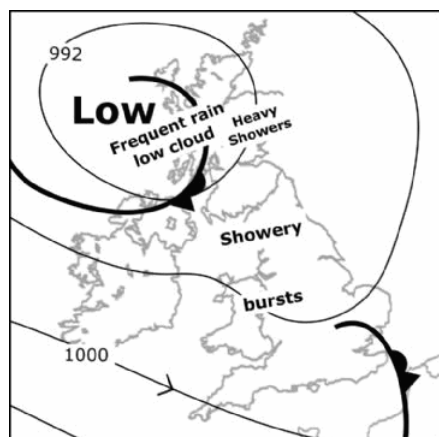 992
Low
Frequent rain
low cloud
Heavy
Showers
Showery
bursts
1000